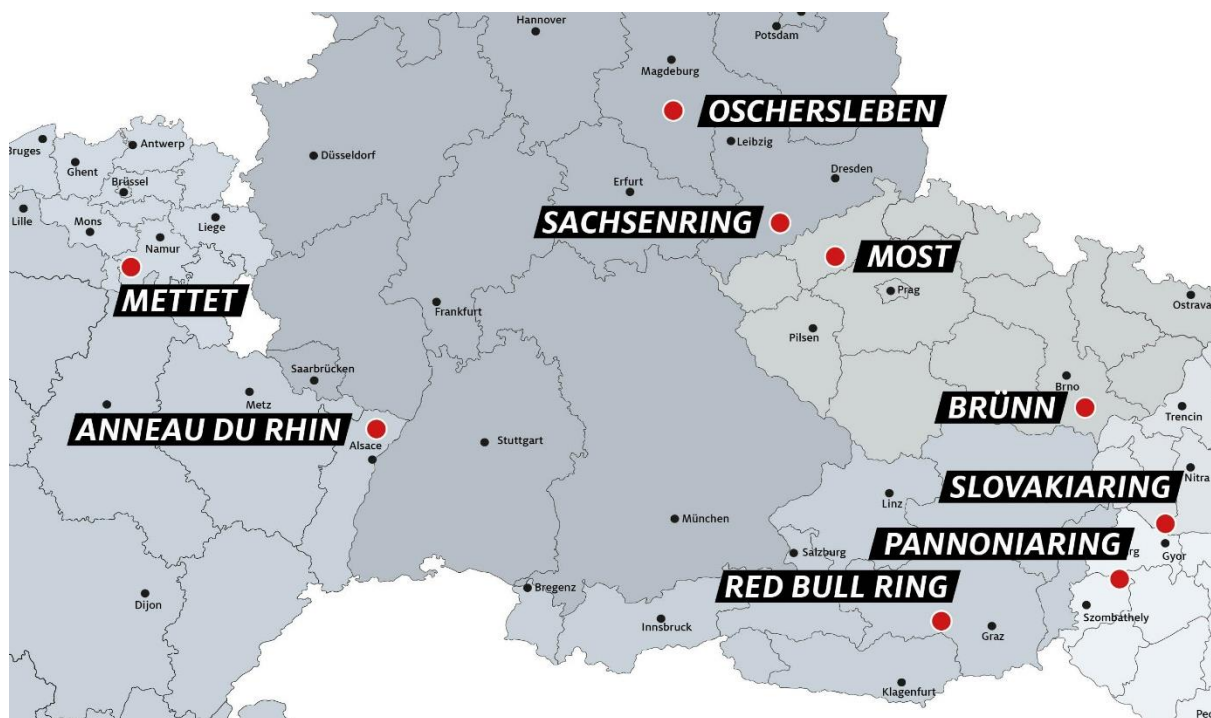 Hannover
Potsdam
Magdeburg
OSCHERSLEBEN
Bruges
Antwerp
Leipzig
Düsseldorf
Ghent
Dresden
Brüssel
Erfurt
Lille
Mons
Liege
SACHSENRING
Namur
MOST
METTET
Prag
Ostrava
Frankfurt
Pilsen
Saarbrücken
Brno
Metz
BRÜNN
Trencin
ANNEAU DU RHIN
Alsace
Stuttgart
SLOVAKIARING
Nitra
Linz
München
PANNONIARING
Salzburg
Gyor
RED BULL RING
Bregenz
Dijon
Szombathely
Innsbruck
Graz
Klagenfurt